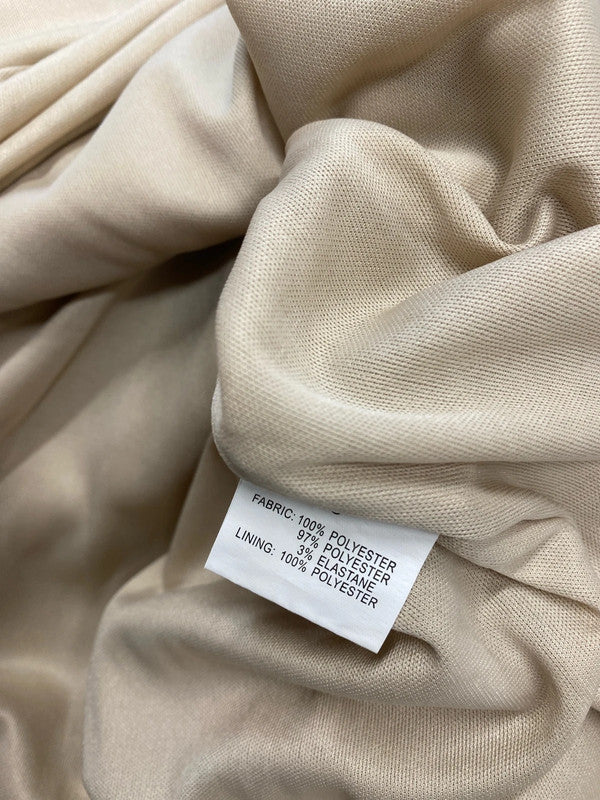 FABRIC: 100% POLYESTER
97% POLYESTER
3% ELASTANE
LINING: 100% POLYESTER